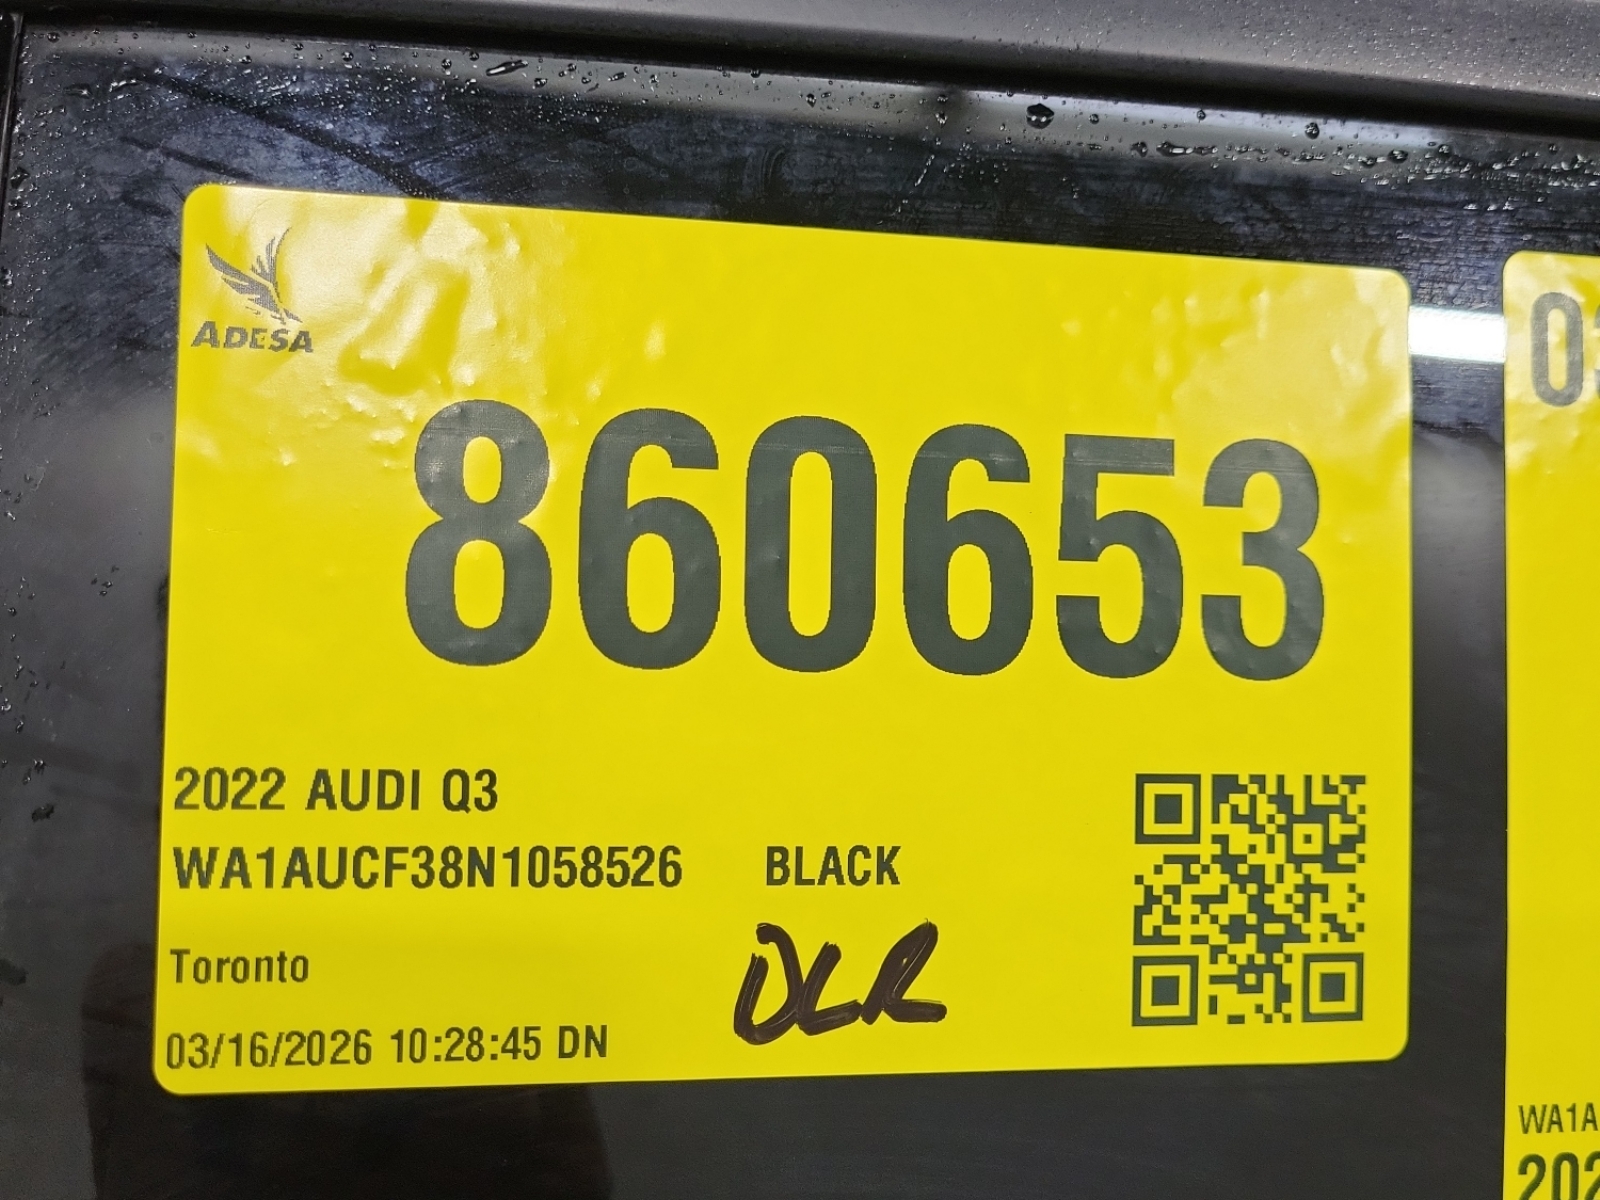 ADESA
860653
2022 AUDI Q3
WA1AUCF38N1058526 BLACK
DLR
Toronto
03/16/2026 10:28:45 DN